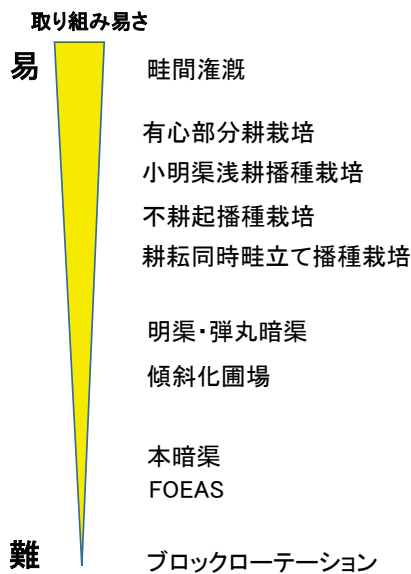 取り組み易さ
易
畦間潅漑
有心部分耕栽培
小明渠浅耕播種栽培
不耕起播種栽培
耕耘同時畦立て播種栽培
明渠・弾丸暗渠
傾斜化圃場
本暗渠
FOEAS
難
ブロックローテーション